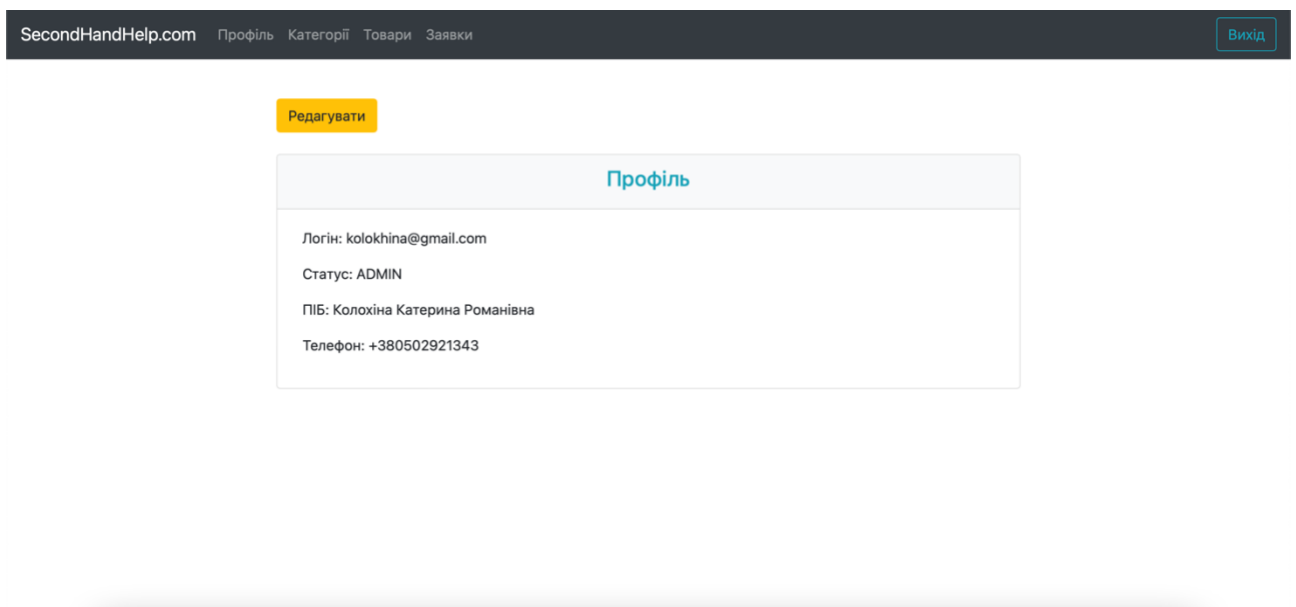 SecondHandHelp.com Профіль Категорії Товари Заявки Вихід
Редагувати
Профіль
Логін: kolokhina@gmail.com
Статус: ADMIN
ПІБ: Колохіна Катерина Романівна
Телефон: +380502921343